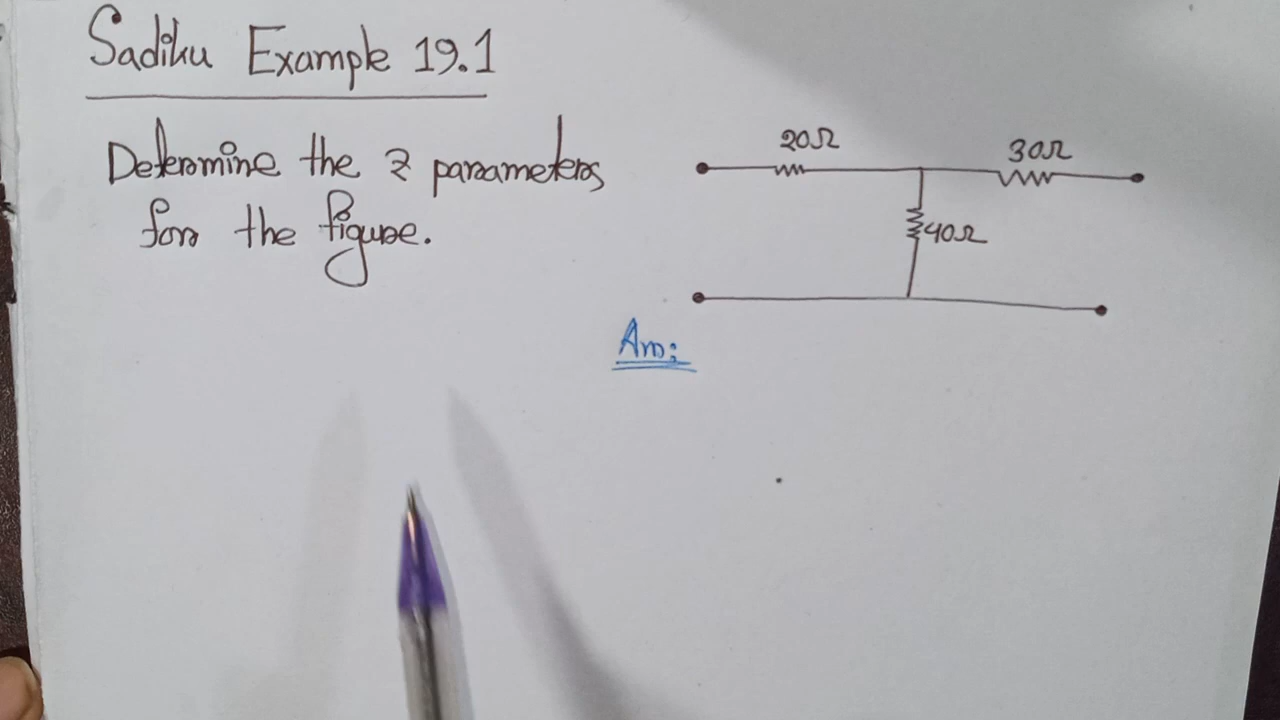 Sadiku Example 19.1
Determine the z parameters
for the figure.
20Ω
30Ω
40Ω
Ans: